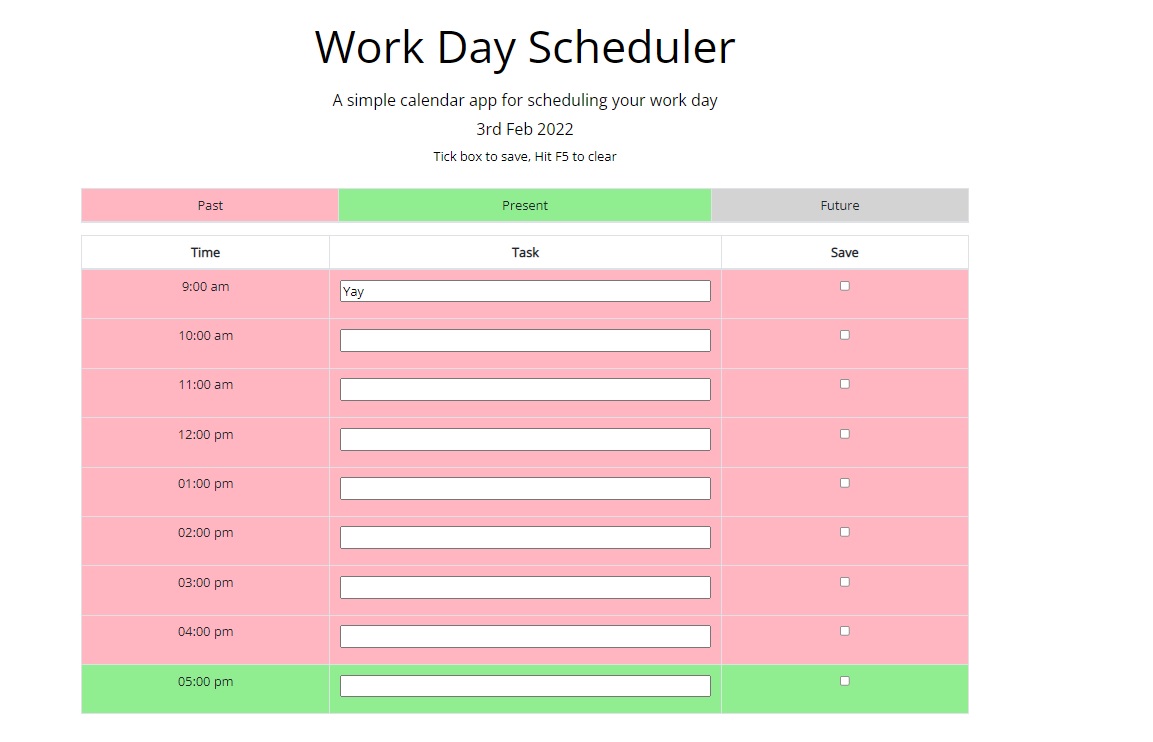 Work Day Scheduler
A simple calendar app for scheduling your work day
3rd Feb 2022
Tick box to save, Hit F5 to clear
Past Present Future
Time Task Save
9:00 am Yay
10:00 am
11:00 am
12:00 pm
01:00 pm
02:00 pm
03:00 pm
04:00 pm
05:00 pm